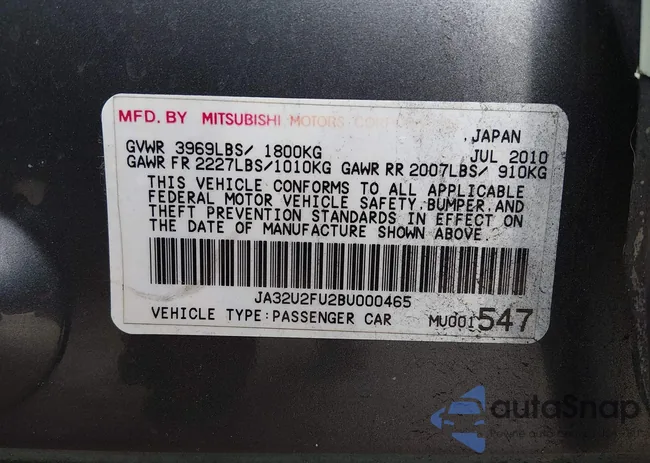 MFD. BY MITSUBISHI MOTORS CORPORATION
, JAPAN
GVWR 3969LBS/ 1800KG JUL 2010
GAWR FR 2227LBS/1010KG GAWR RR 2007LBS/ 910KG
THIS VEHICLE CONFORMS TO ALL APPLICABLE
FEDERAL MOTOR VEHICLE SAFETY, BUMPER, AND
THEFT PREVENTION STANDARDS IN EFFECT ON
THE DATE OF MANUFACTURE SHOWN ABOVE.
JA32U2FU2BU000465
VEHICLE TYPE:PASSENGER CAR MU001547
autoSnap